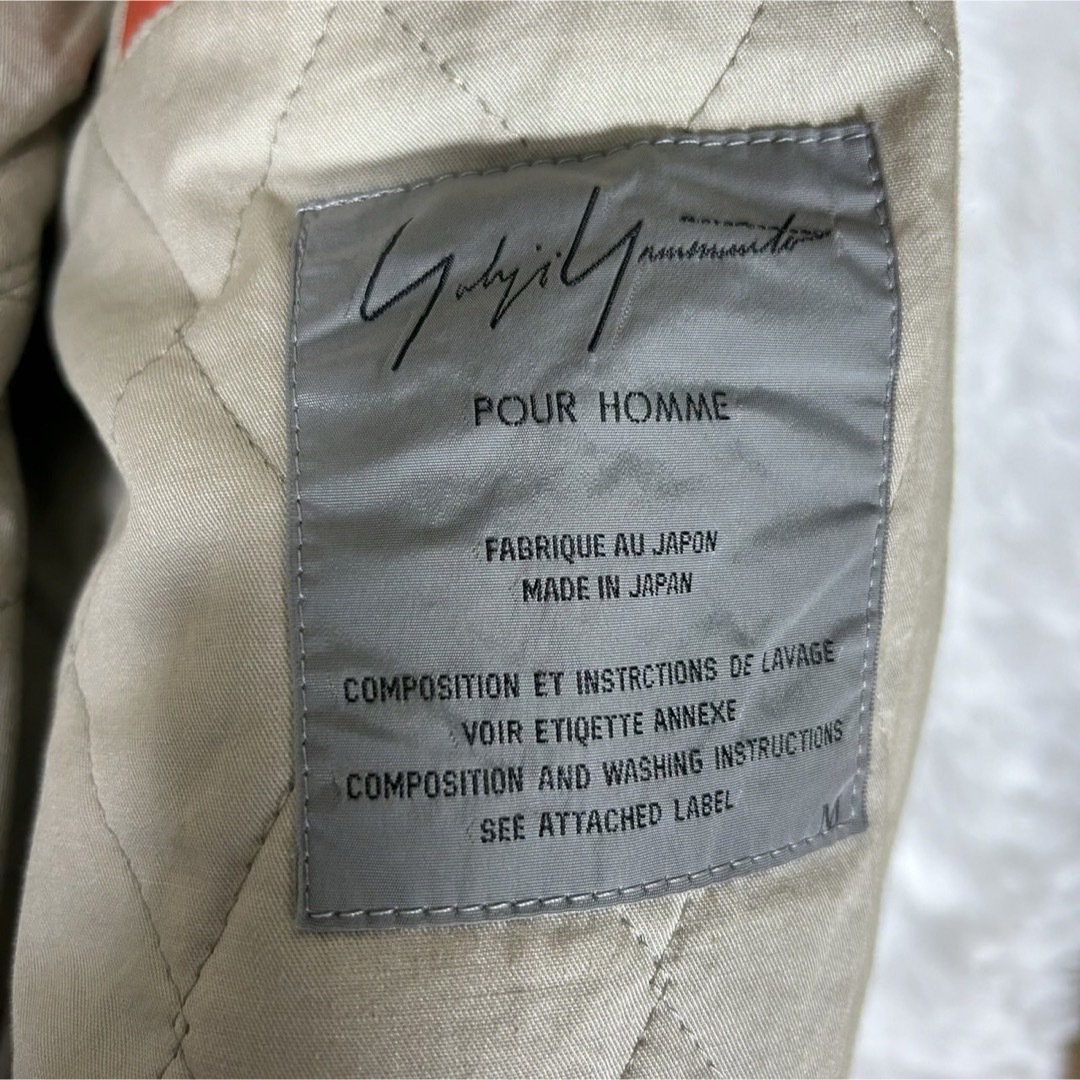 Yohji Yamamoto
POUR HOMME
FABRIQUE AU JAPON
MADE IN JAPAN
COMPOSITION ET INSTRCTIONS DE LAVAGE
VOIR ETIQETTE ANNEXE
COMPOSITION AND WASHING INSTRUCTIONS
SEE ATTACHED LABEL
M